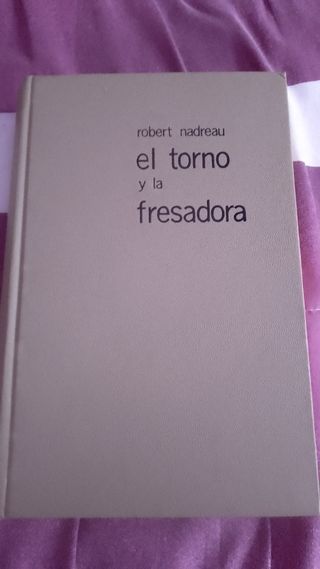 robert nadreau
el torno
y la
fresadora